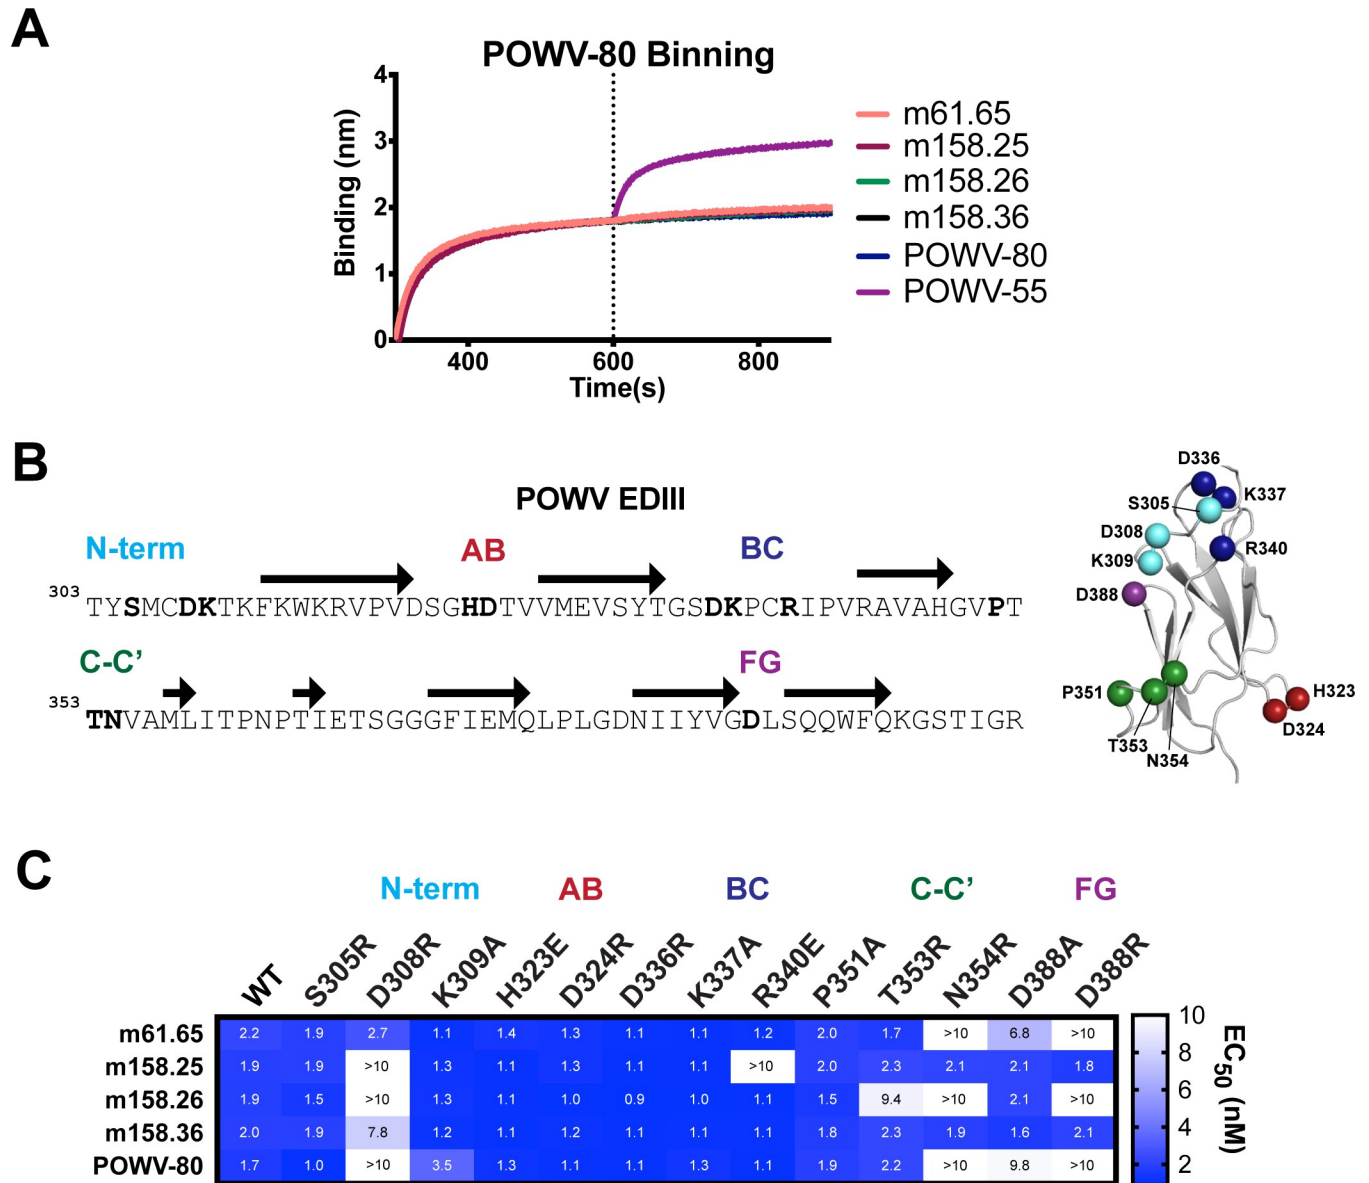 A
POWV-80 Binning
Binding (nm)
4
3
2
1
0
400 600 800
Time(s)
m61.65
m158.25
m158.26
m158.36
POWV-80
POWV-55
B
POWV EDIII
N-term AB BC
303 TYSMCDKTKFKWKRVPVDSGHDTVVMEVSYTGSDKPCRIPVRAVAHGVPT
C-C’ FG
353 TNVAMLITPNPTIETSGGGFIEMQLPLGDNIIYVGDLSQQWFQKGSTIGR
D336
K337
S305
D308
R340
K309
D388
P351
H323
D324
T353
N354
C
N-term AB BC C-C’ FG
WT S305R D308R K309A H323E D324R D336R K337A R340E P351A T353R N354R D388A D388R
m61.65 2.2 1.9 2.7 1.1 1.4 1.3 1.1 1.1 1.2 2.0 1.7 >10 6.8 >10
m158.25 1.9 1.9 >10 1.3 1.1 1.3 1.1 1.1 >10 2.0 2.3 2.1 2.1 1.8
m158.26 1.9 1.5 >10 1.3 1.1 1.0 0.9 1.0 1.1 1.5 9.4 >10 2.1 >10
m158.36 2.0 1.9 7.8 1.2 1.1 1.2 1.1 1.1 1.1 1.8 2.3 1.9 1.6 2.1
POWV-80 1.7 1.0 >10 3.5 1.3 1.1 1.1 1.3 1.1 1.9 2.2 >10 9.8 >10
10
8
6
4
2
EC50 (nM)